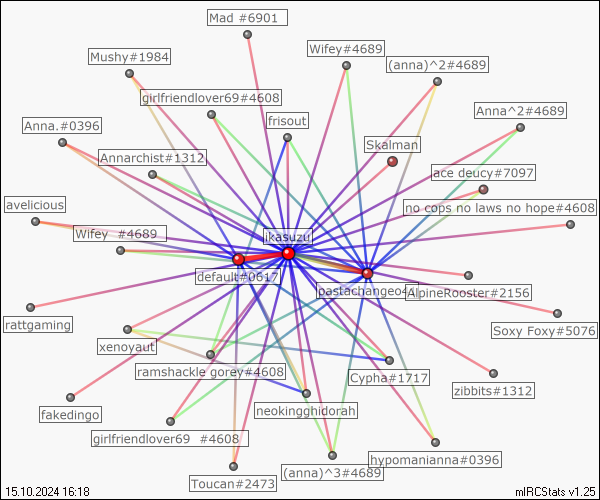 Mad #6901
Wifey#4689
Mushy#1984
(anna)^2#4689
girlfriendlover69#4608
Anna^2#4689
frisout
Anna.#0396
Skalman
Annarchist#1312
ace deucy#7097
avelicious
no cops no laws no hope#4608
Wifey  #4689
ikasuzu
default#0617
pastachangeo4
AlpineRooster#2156
rattgaming
Soxy Foxy#5076
xenoyaut
ramshackle gorey#4608
Cypha#1717
zibbits#1312
fakedingo
neokingghidorah
girlfriendlover69  #4608
hypomanianna#0396
(anna)^3#4689
Toucan#2473
15.10.2024 16:18
mIRCStats v1.25